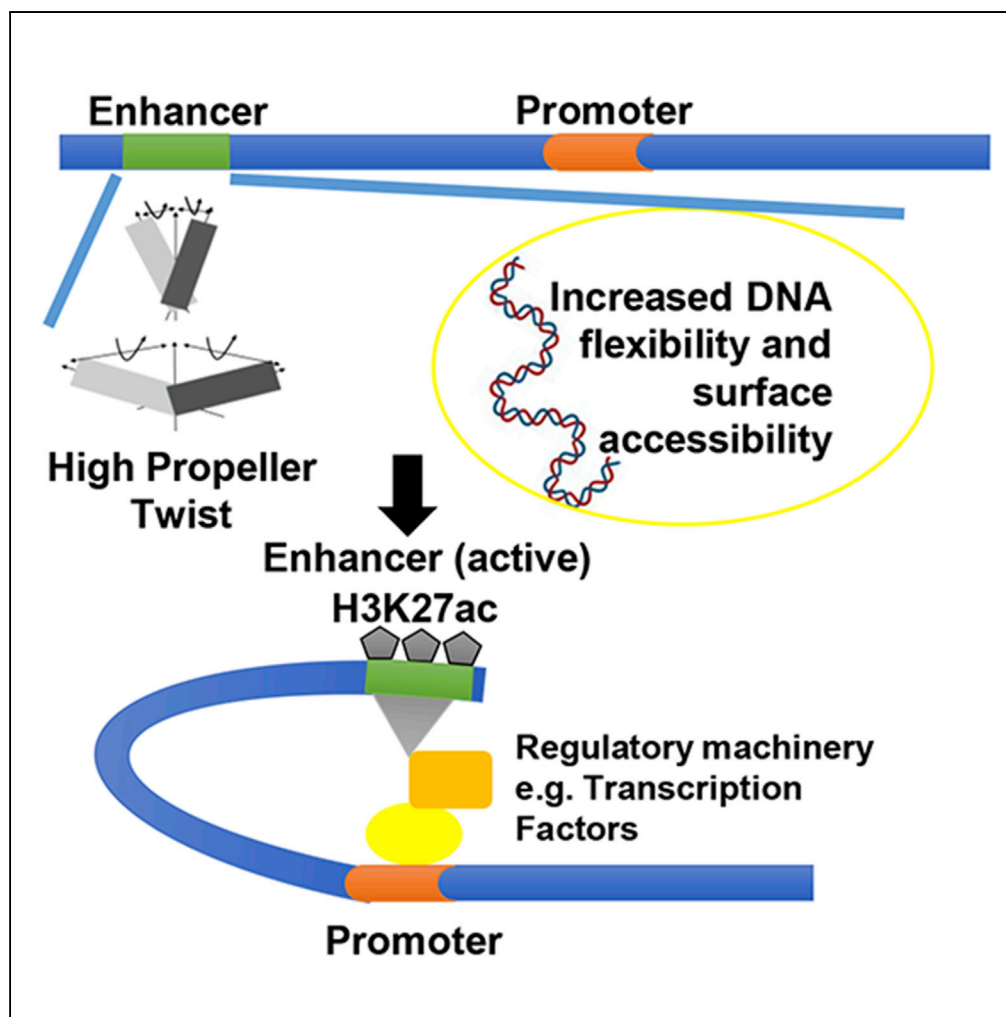 Enhancer
Promoter
Increased DNA
flexibility and
surface
accessibility
High Propeller
Twist
Enhancer (active)
H3K27ac
Regulatory machinery
e.g. Transcription
Factors
Promoter